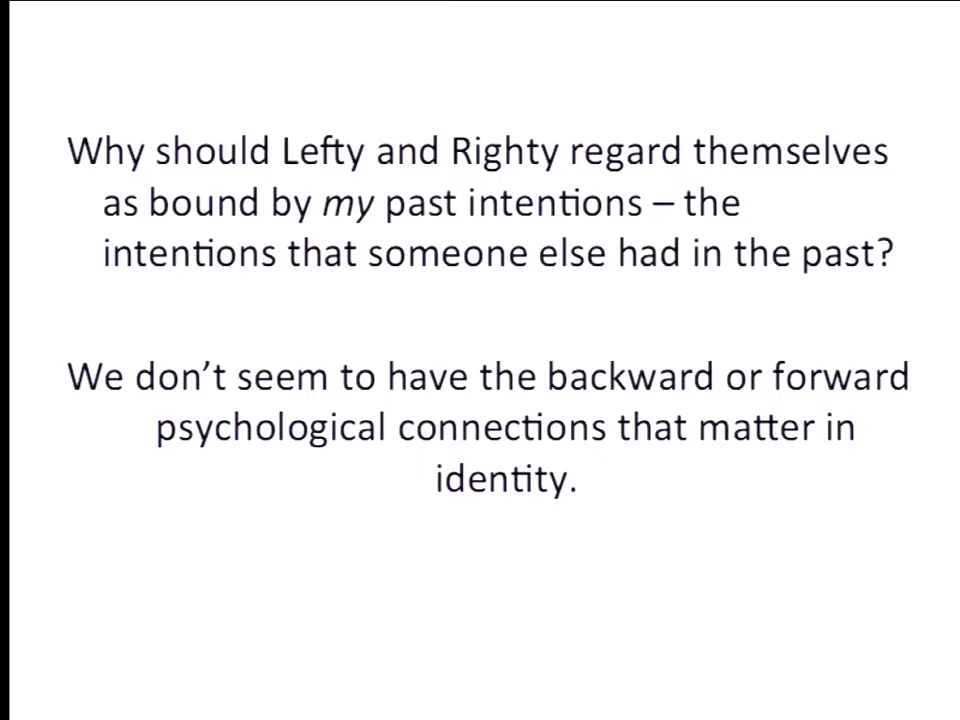 Why should Lefty and Righty regard themselves
as bound by my past intentions – the
intentions that someone else had in the past?
We don’t seem to have the backward or forward
psychological connections that matter in
identity.